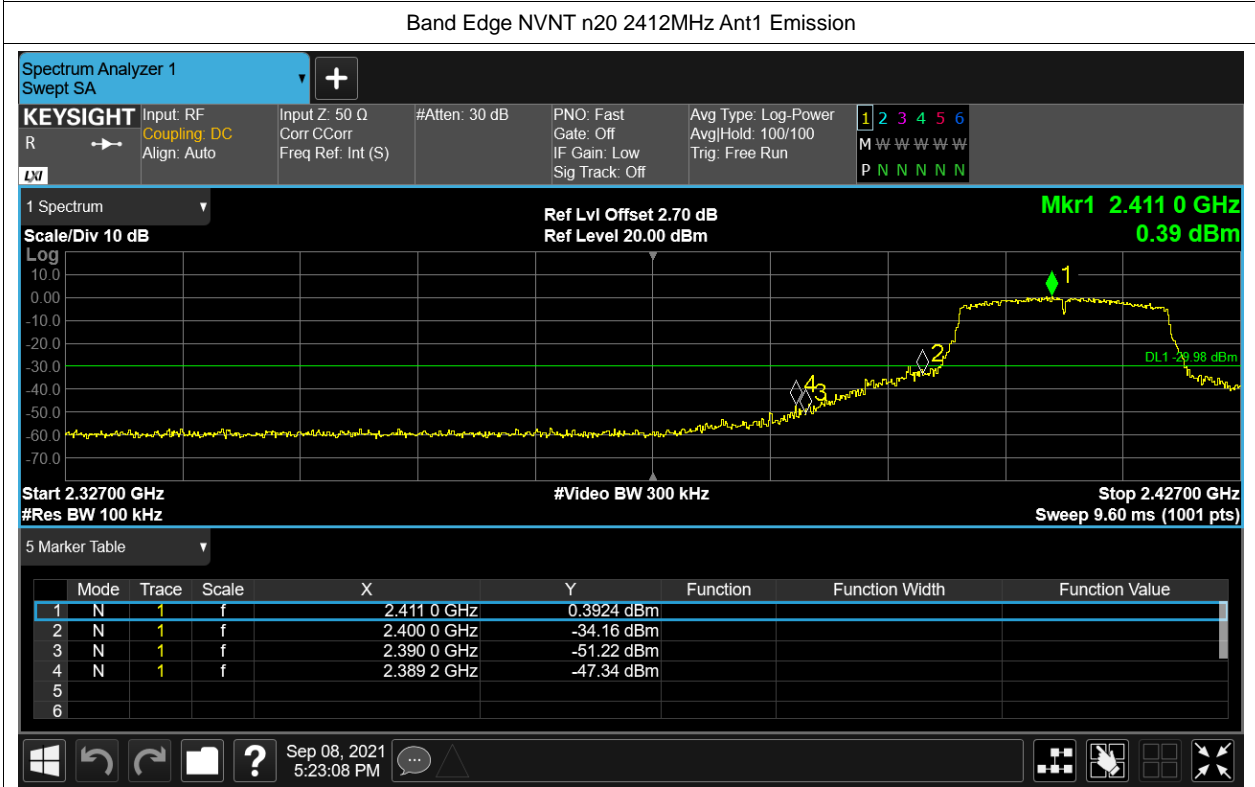 Band Edge NVNT n20 2412MHz Ant1 Emission
Spectrum Analyzer 1
Swept SA
KEYSIGHT
R
LXI
Input: RF
Coupling: DC
Align: Auto
Input Z: 50 Ω
Corr CCorr
Freq Ref: Int (S)
#Atten: 30 dB
PNO: Fast
Gate: Off
IF Gain: Low
Sig Track: Off
Avg Type: Log-Power
Avg|Hold: 100/100
Trig: Free Run
1 2 3 4 5 6
M W W W W W
P N N N N N
1 Spectrum
Scale/Div 10 dB
Ref Lvl Offset 2.70 dB
Ref Level 20.00 dBm
Mkr1 2.411 0 GHz
0.39 dBm
Log
10.0
0.00
-10.0
-20.0
-30.0
-40.0
-50.0
-60.0
-70.0
1
2
4
3
DL1 -29.98 dBm
Start 2.32700 GHz
#Video BW 300 kHz
Stop 2.42700 GHz
#Res BW 100 kHz
Sweep 9.60 ms (1001 pts)
5 Marker Table
Mode Trace Scale X Y Function Function Width Function Value
1 N 1 f 2.411 0 GHz 0.3924 dBm
2 N 1 f 2.400 0 GHz -34.16 dBm
3 N 1 f 2.390 0 GHz -51.22 dBm
4 N 1 f 2.389 2 GHz -47.34 dBm
5
6
?
Sep 08, 2021
5:23:08 PM